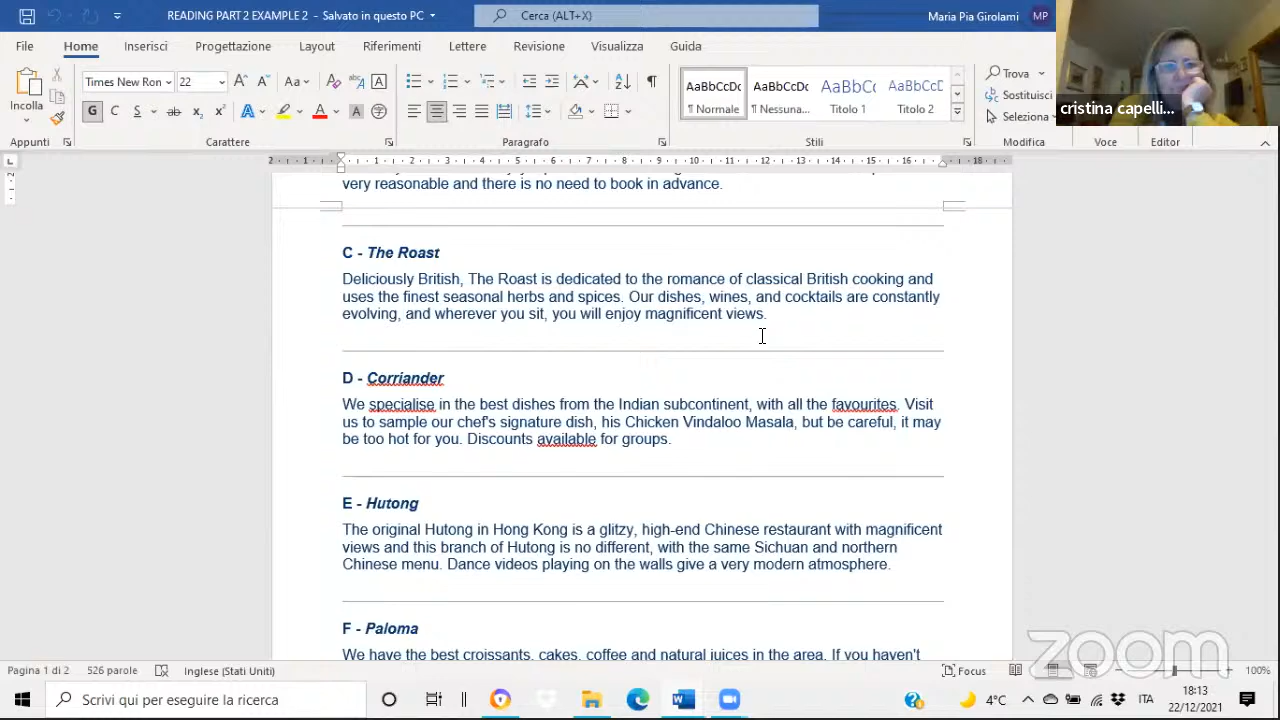 READING PART 2 EXAMPLE 2 - Salvato in questo PC
Cerca (ALT+X)
Maria Pia Girolami
MP
File
Home
Inserisci
Progettazione
Layout
Riferimenti
Lettere
Revisione
Visualizza
Guida
Incolla
Times New Ron
22
AaBbCcDc
AaBbCcDc
AaBbCc
AaBbCcD
¶ Normale
¶ Nessuna...
Titolo 1
Titolo 2
Trova
Sostituisci
Seleziona
cristina capelli...
Appunti
Carattere
Paragrafo
Stili
Modifica
Voce
Editor
very reasonable and there is no need to book in advance.
C - The Roast
Deliciously British, The Roast is dedicated to the romance of classical British cooking and
uses the finest seasonal herbs and spices. Our dishes, wines, and cocktails are constantly
evolving, and wherever you sit, you will enjoy magnificent views.
D - Corriander
We specialise in the best dishes from the Indian subcontinent, with all the favourites. Visit
us to sample our chef's signature dish, his Chicken Vindaloo Masala, but be careful, it may
be too hot for you. Discounts available for groups.
E - Hutong
The original Hutong in Hong Kong is a glitzy, high-end Chinese restaurant with magnificent
views and this branch of Hutong is no different, with the same Sichuan and northern
Chinese menu. Dance videos playing on the walls give a very modern atmosphere.
F - Paloma
We have the best croissants, cakes, coffee and natural juices in the area. If you haven't
zoom
Pagina 1 di 2
526 parole
Inglese (Stati Uniti)
Focus
100%
Scrivi qui per eseguire la ricerca
4°C
ITA
18:13
22/12/2021